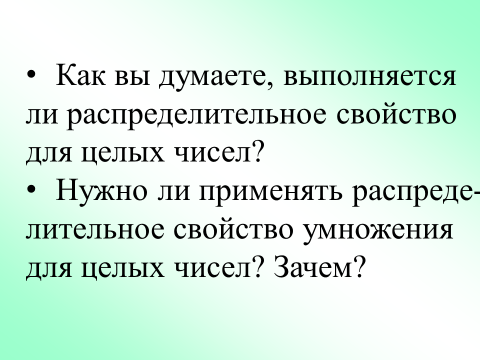 • Как вы думаете, выполняется
ли распределительное свойство
для целых чисел?
• Нужно ли применять распреде-
лительное свойство умножения
для целых чисел? Зачем?